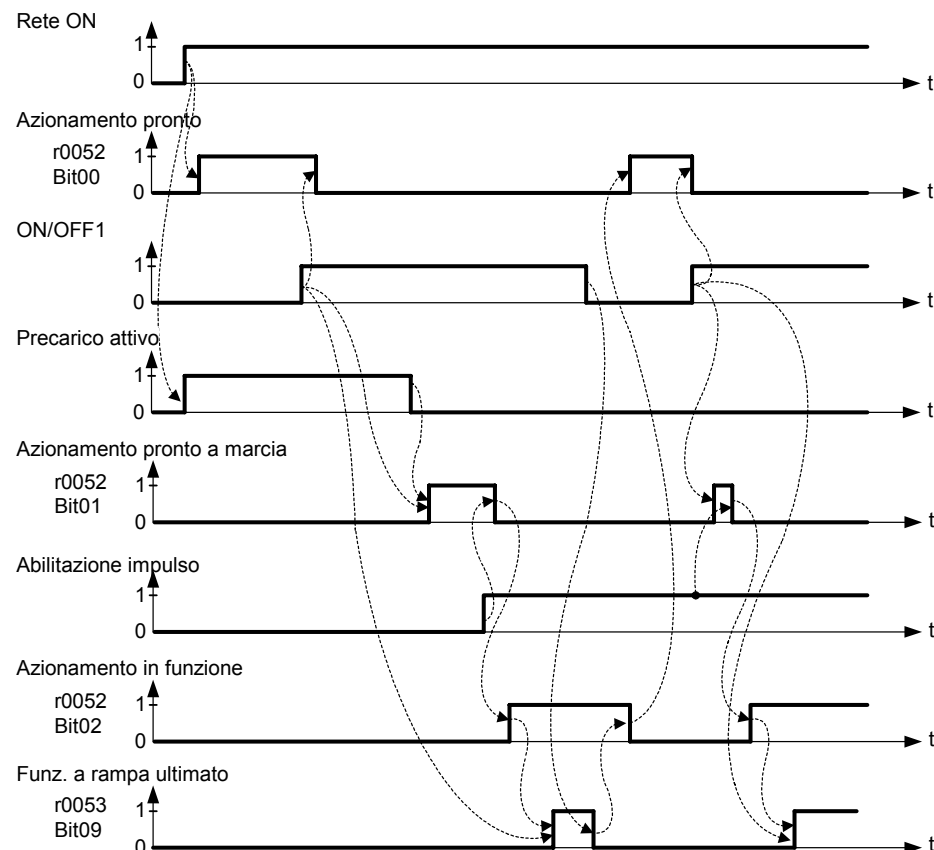 Rete ON
1
0
t
Azionamento pronto
r0052
Bit00
1
0
t
ON/OFF1
1
0
t
Precarico attivo
1
0
t
Azionamento pronto a marcia
r0052
Bit01
1
0
t
Abilitazione impulso
1
0
t
Azionamento in funzione
r0052
Bit02
1
0
t
Funz. a rampa ultimato
r0053
Bit09
1
0
t